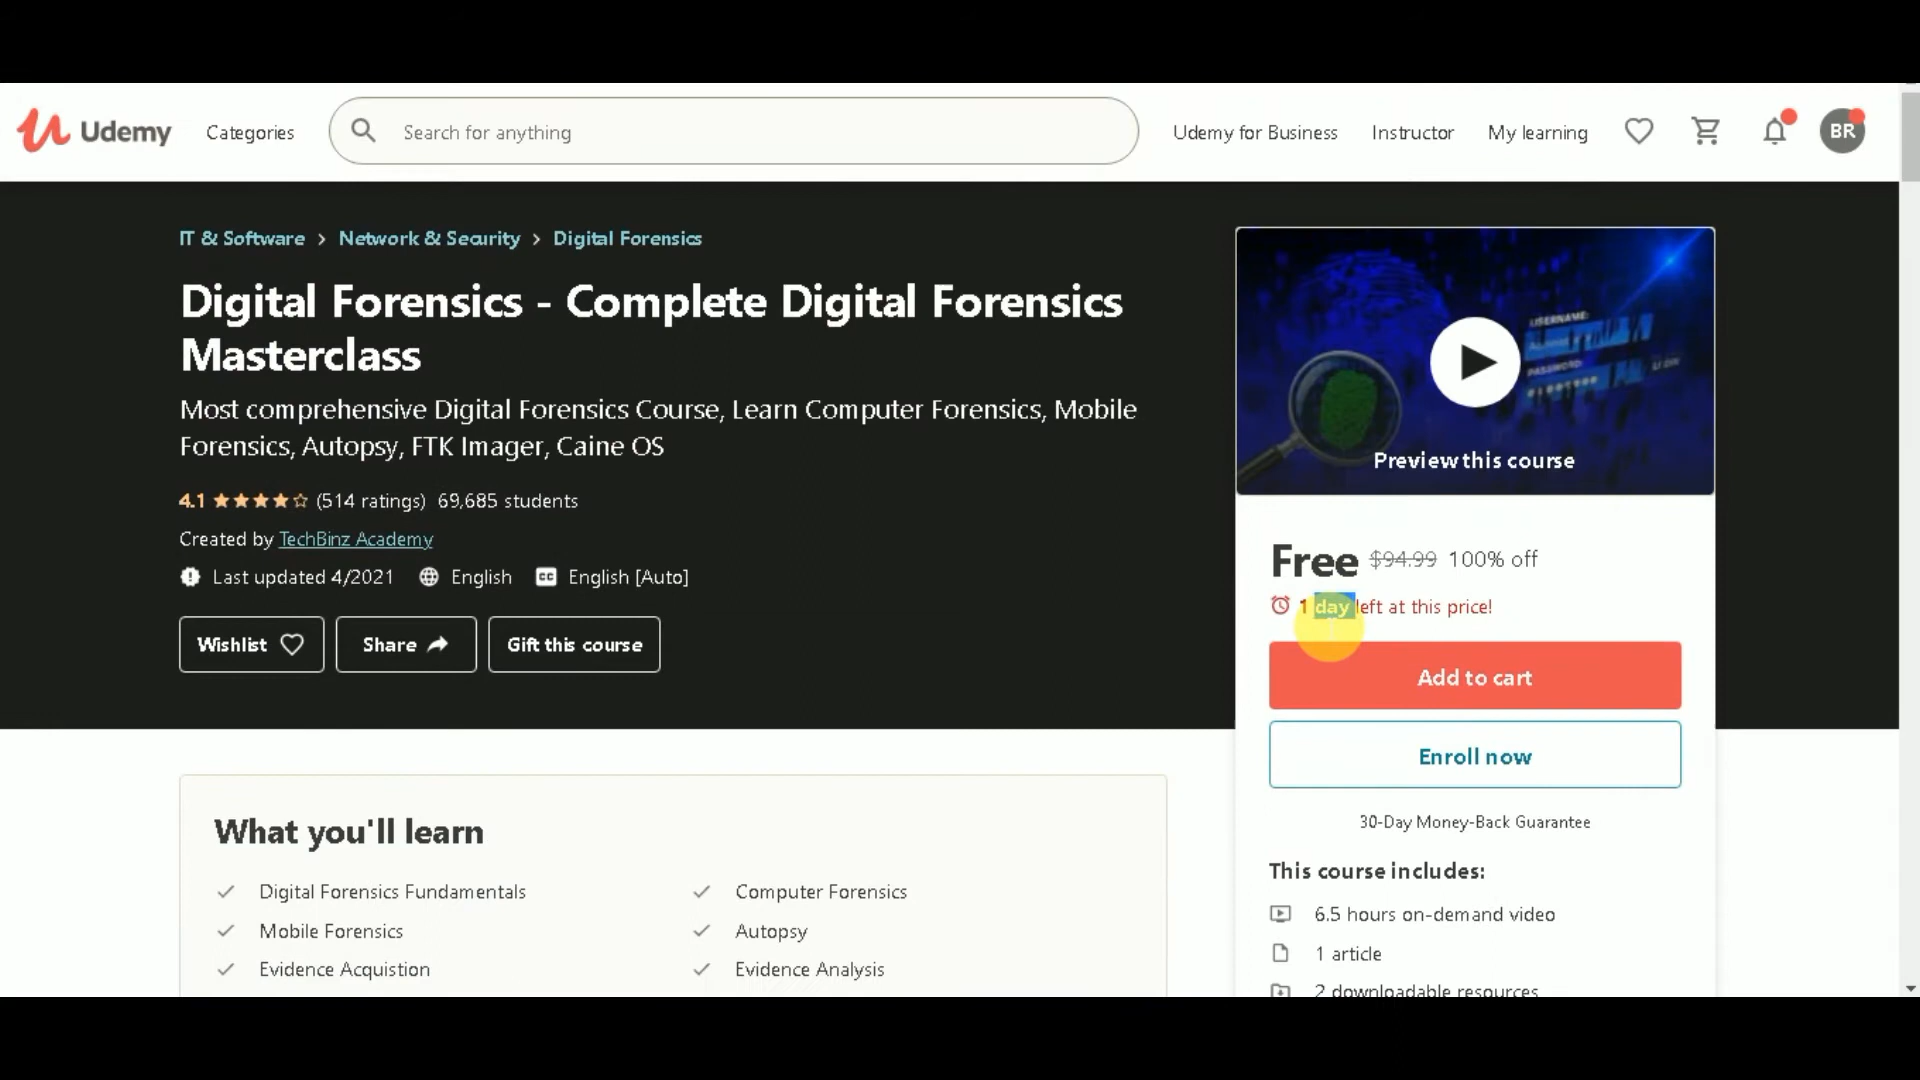 Udemy
Categories
Search for anything
Udemy for Business
Instructor
My learning
BR
IT & Software > Network & Security > Digital Forensics
Digital Forensics - Complete Digital Forensics
Masterclass
Most comprehensive Digital Forensics Course, Learn Computer Forensics, Mobile
Forensics, Autopsy, FTK Imager, Caine OS
4.1 (514 ratings) 69,685 students
Created by TechBinz Academy
Last updated 4/2021 English CC English [Auto]
Wishlist
Share
Gift this course
What you'll learn
Digital Forensics Fundamentals
Computer Forensics
Mobile Forensics
Autopsy
Evidence Acquistion
Evidence Analysis
USERNAME:
PASSWORD:
Preview this course
Free $94.99 100% off
1 day left at this price!
Add to cart
Enroll now
30-Day Money-Back Guarantee
This course includes:
6.5 hours on-demand video
1 article
2 downloadable resources